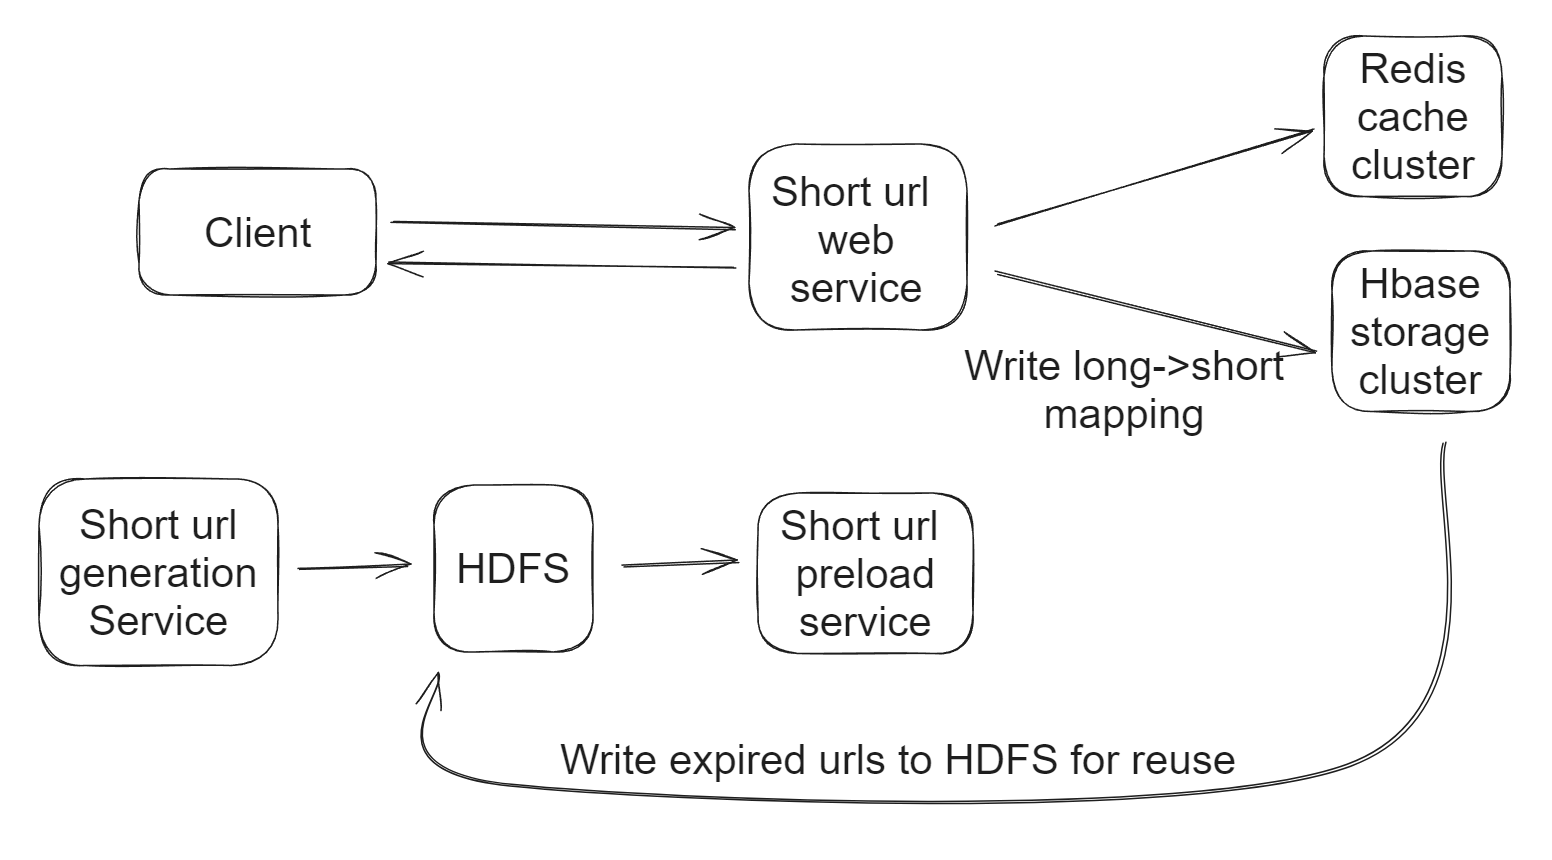 Redis
cache
cluster
Client
Short url
web
service
Hbase
storage
cluster
Write long->short
mapping
Short url
generation
Service
HDFS
Short url
preload
service
Write expired urls to HDFS for reuse